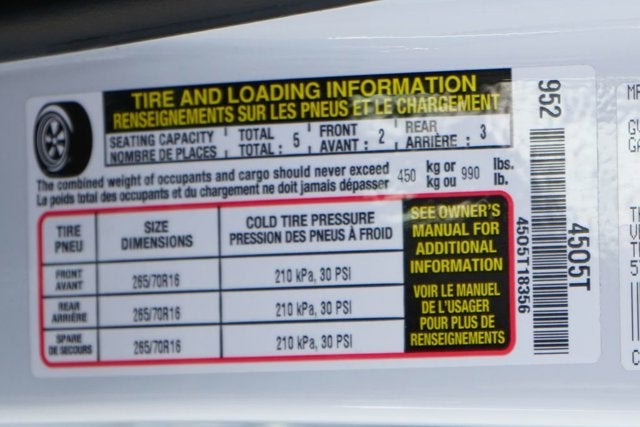 TIRE AND LOADING INFORMATION
RENSEIGNEMENTS SUR LES PNEUS ET LE CHARGEMENT
SEATING CAPACITY TOTAL FRONT REAR
NOMBRE DE PLACES TOTAL : 5 AVANT : 2 ARRIÈRE : 3
The combined weight of occupants and cargo should never exceed 450 kg or 990 lbs.
Le poids total des occupants et du chargement ne doit jamais dépasser kg ou lb.
TIRE SIZE COLD TIRE PRESSURE
PNEU DIMENSIONS PRESSION DES PNEUS À FROID
FRONT
AVANT 265/70R16 210 kPa, 30 PSI
REAR
ARRIÈRE 265/70R16 210 kPa, 30 PSI
SPARE
DE SECOURS 265/70R16 210 kPa, 30 PSI
SEE OWNER'S
MANUAL FOR
ADDITIONAL
INFORMATION
VOIR LE MANUEL
DE L'USAGER
POUR PLUS DE
RENSEIGNEMENTS
952
4505T
4505T18356